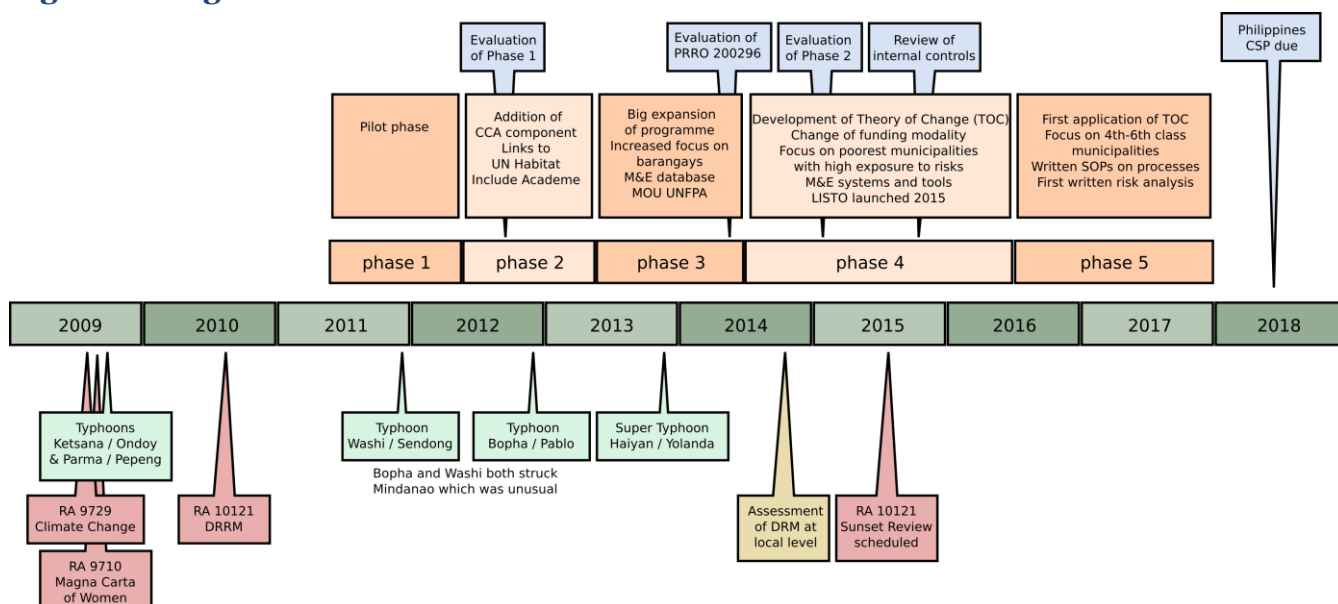 Evaluation
of Phase 1
Evaluation of
PRRO 200296
Evaluation
of Phase 2
Review of
internal controls
Philippines
CSP due
Pilot phase
Addition of
CCA component
Links to
UN Habitat
Include Academe
Big expansion
of programme
Increased focus on
barangays
M&E database
MOU UNFPA
Development of Theory of Change (TOC)
Change of funding modality
Focus on poorest municipalities
with high exposure to risks
M&E systems and tools
LISTO launched 2015
First application of TOC
Focus on 4th-6th class
municipalities
Written SOPs on processes
First written risk analysis
phase 1
phase 2
phase 3
phase 4
phase 5
2009
2010
2011
2012
2013
2014
2015
2016
2017
2018
Typhoons
Ketsana / Ondoy
& Parma / Pepeng
Typhoon
Washi / Sendong
Typhoon
Bopha / Pablo
Super Typhoon
Haiyan / Yolanda
Bopha and Washi both struck
Mindanao which was unusual
RA 9729
Climate Change
RA 10121
DRRM
Assessment
of DRM at
local level
RA 10121
Sunset Review
scheduled
RA 9710
Magna Carta
of Women